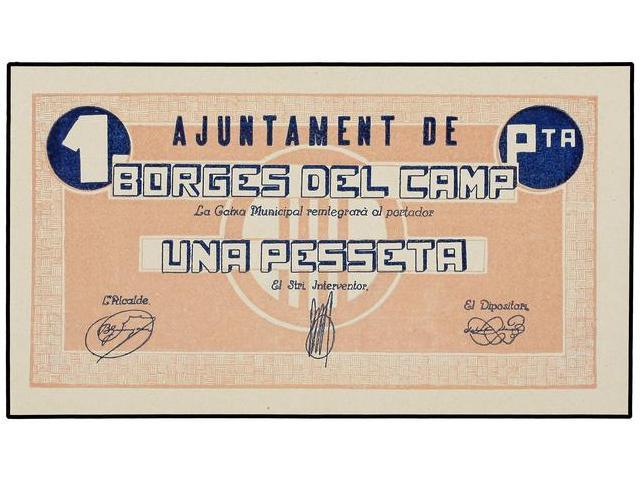 1 AJUNTAMENT DE PTA
BORGES DEL CAMP
La Caixa Municipal reintegrarà al portador
UNA PESSETA
El Stri. Interventor,
L'Alcalde.
El Dipositari,